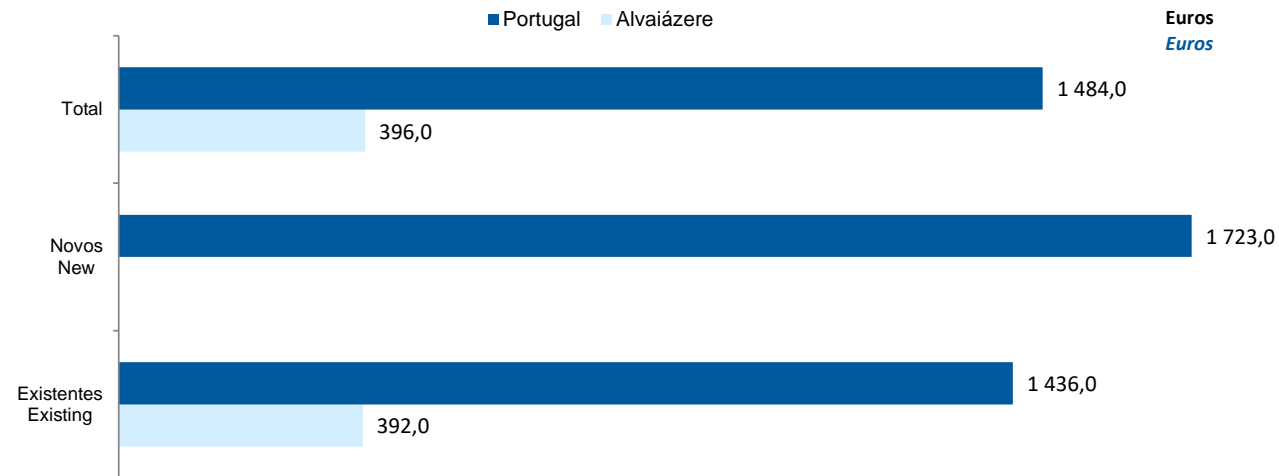 Portugal Alvaiázere
Euros
Euros
Total
1 484,0
396,0
Novos
New
1 723,0
Existentes
Existing
1 436,0
392,0